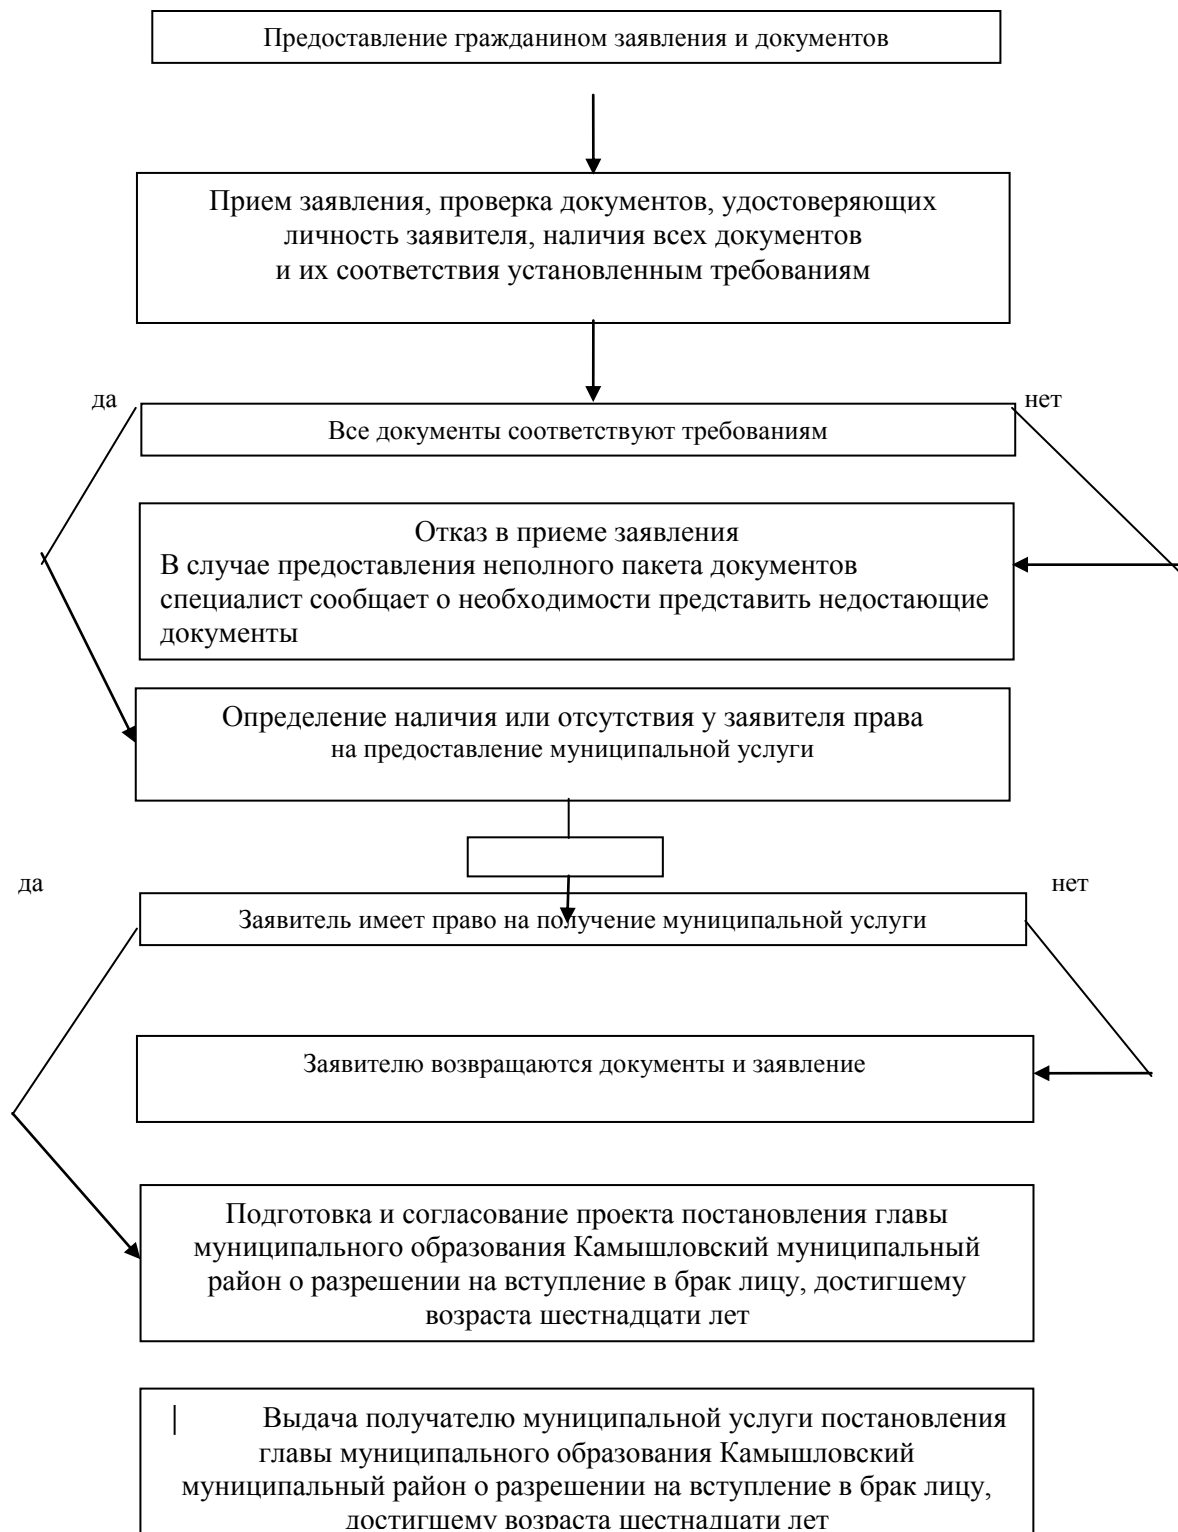 Предоставление гражданином заявления и документов
Прием заявления, проверка документов, удостоверяющих
личность заявителя, наличия всех документов
и их соответствия установленным требованиям
да
нет
Все документы соответствуют требованиям
Отказ в приеме заявления
В случае предоставления неполного пакета документов
специалист сообщает о необходимости представить недостающие
документы
Определение наличия или отсутствия у заявителя права
на предоставление муниципальной услуги
да
нет
Заявитель имеет право на получение муниципальной услуги
Заявителю возвращаются документы и заявление
Подготовка и согласование проекта постановления главы
муниципального образования Камышловский муниципальный
район о разрешении на вступление в брак лицу, достигшему
возраста шестнадцати лет
Выдача получателю муниципальной услуги постановления
главы муниципального образования Камышловский
муниципальный район о разрешении на вступление в брак лицу,
достигшему возраста шестнадцати лет